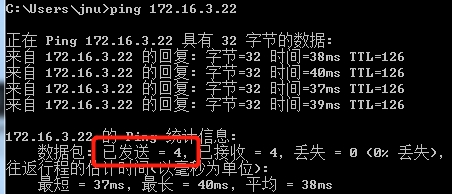 C:\Users\jnu>ping 172.16.3.22
正在 Ping 172.16.3.22 具有 32 字节的数据:
来自 172.16.3.22 的回复: 字节=32 时间=38ms TTL=126
来自 172.16.3.22 的回复: 字节=32 时间=40ms TTL=126
来自 172.16.3.22 的回复: 字节=32 时间=37ms TTL=126
来自 172.16.3.22 的回复: 字节=32 时间=39ms TTL=126
172.16.3.22 的 Ping 统计信息:
数据包: 已发送 = 4, 已接收 = 4, 丢失 = 0 (0% 丢失),
往返行程的估计时间(以毫秒为单位):
最短 = 37ms, 最长 = 40ms, 平均 = 38ms